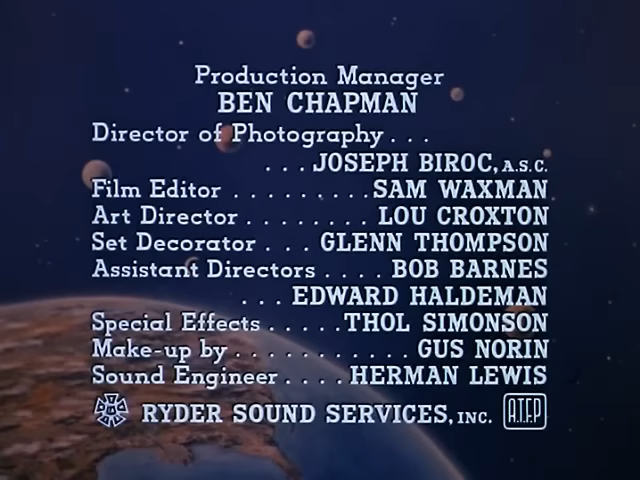 Production Manager
BEN CHAPMAN
Director of Photography . . .
. . . JOSEPH BIROC, A.S.C.
Film Editor . . . . . . . . . SAM WAXMAN
Art Director . . . . . . . . LOU CROXTON
Set Decorator . . . GLENN THOMPSON
Assistant Directors . . . . BOB BARNES
. . . EDWARD HALDEMAN
Special Effects . . . . . THOL SIMONSON
Make-up by . . . . . . . . . . . GUS NORIN
Sound Engineer . . . . HERMAN LEWIS
RYDER SOUND SERVICES, INC. A.T.F.P